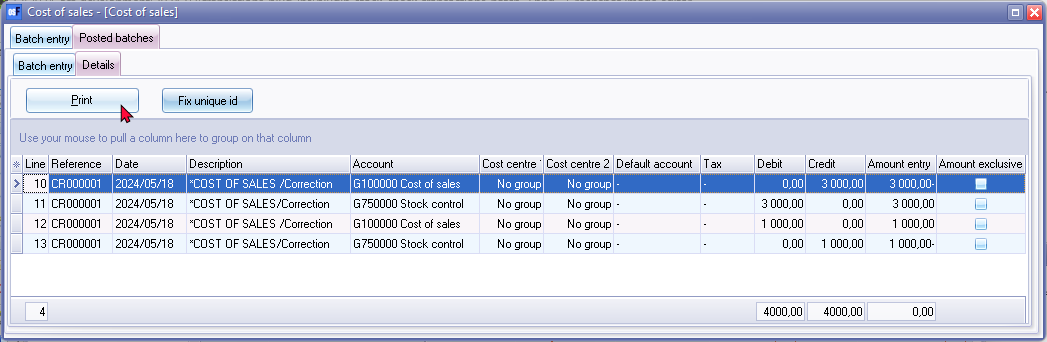 Cost of sales - [Cost of sales]
Batch entry Posted batches
Batch entry Details
Print Fix unique id
Use your mouse to pull a column here to group on that column
Line Reference Date Description Account Cost centre Cost centre 2 Default account Tax Debit Credit Amount entry Amount exclusive
10 CR000001 2024/05/18 *COST OF SALES /Correction G100000 Cost of sales No group No group - - 0,00 3 000,00 3 000,00-
11 CR000001 2024/05/18 *COST OF SALES/Correction G750000 Stock control No group No group - - 3 000,00 0,00 3 000,00
12 CR000001 2024/05/18 *COST OF SALES /Correction G100000 Cost of sales No group No group - - 1 000,00 0,00 1 000,00
13 CR000001 2024/05/18 *COST OF SALES/Correction G750000 Stock control No group No group - - 0,00 1 000,00 1 000,00-
4 4000,00 4000,00 0,00